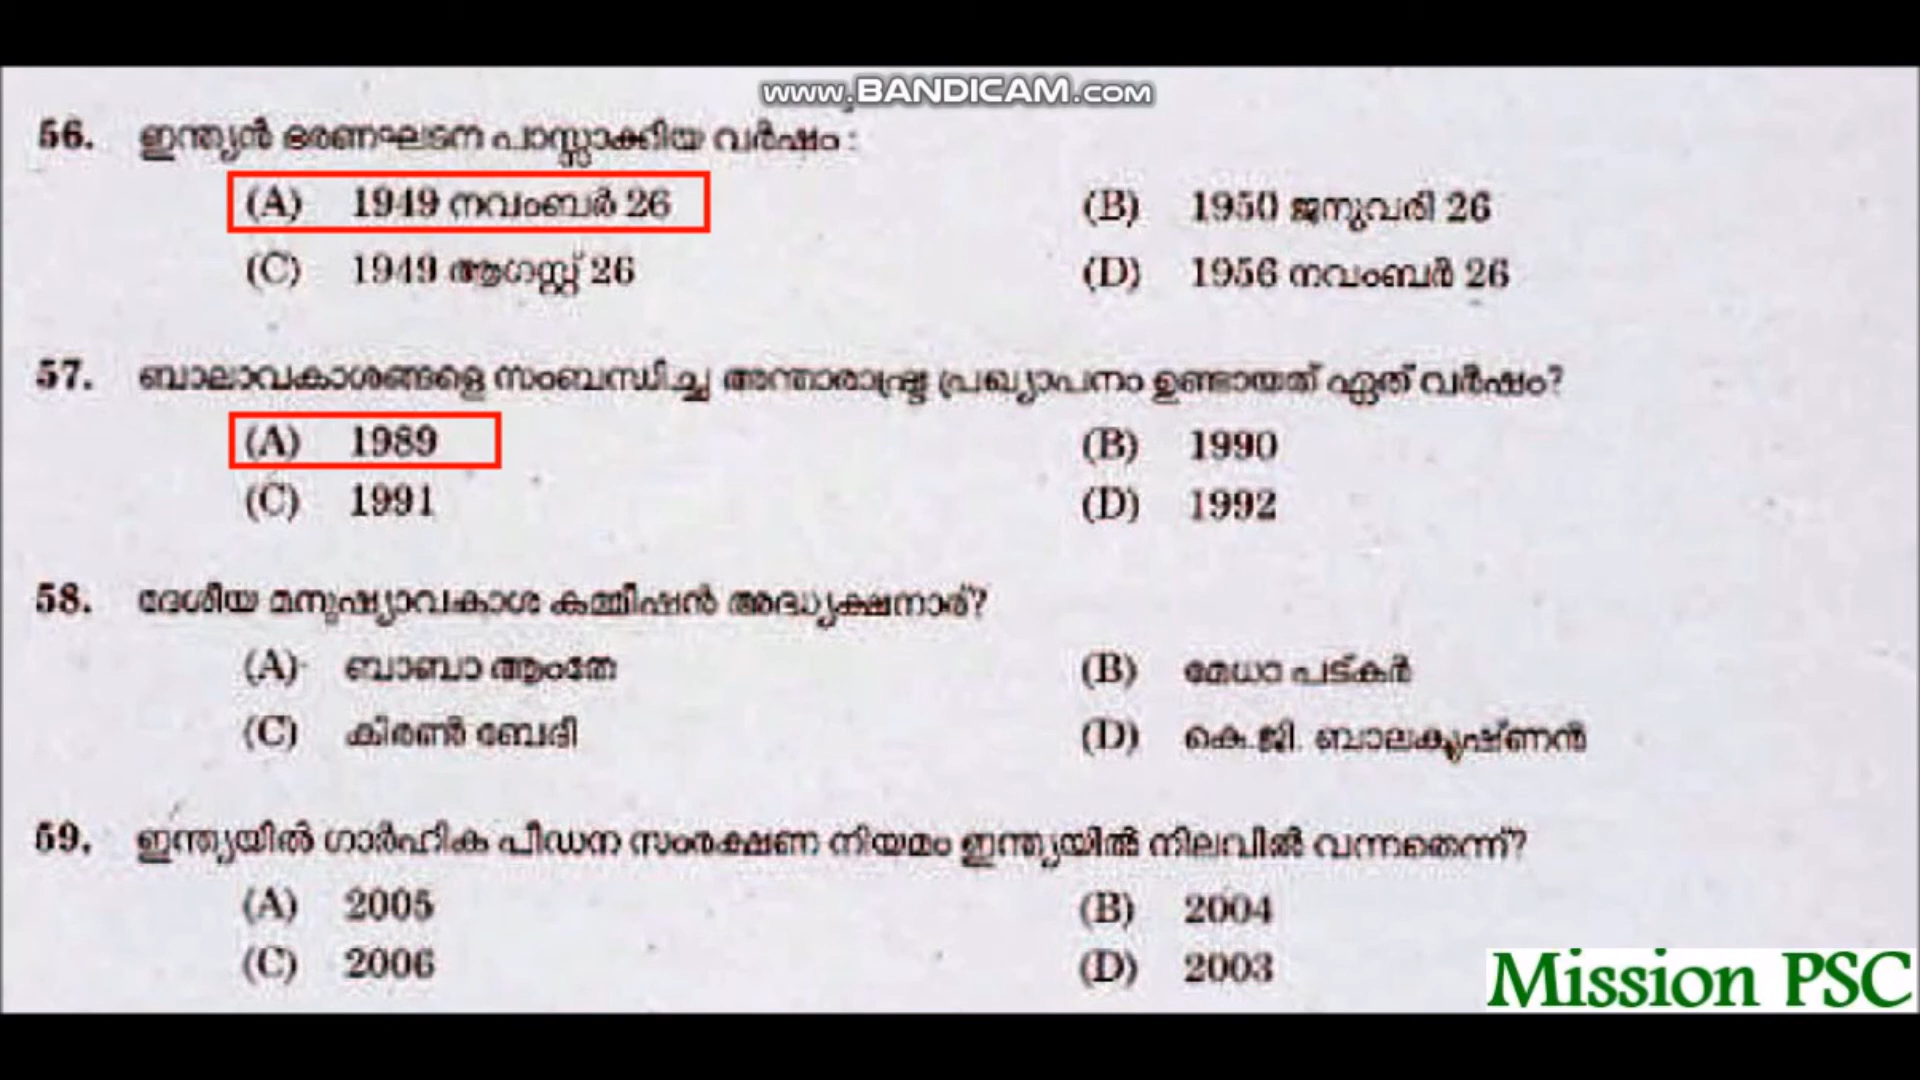 www.BANDICAM.com
56. ഇന്ത്യൻ ഭരണഘടന പാസ്സാക്കിയ വർഷം :
(A) 1949 നവംബർ 26 (B) 1950 ജനുവരി 26
(C) 1949 ആഗസ്റ്റ് 26 (D) 1956 നവംബർ 26
57. ബാലാവകാശങ്ങളെ സംബന്ധിച്ച അന്താരാഷ്ട്ര പ്രഖ്യാപനം ഉണ്ടായത് ഏത് വർഷം?
(A) 1989 (B) 1990
(C) 1991 (D) 1992
58. ദേശീയ മനുഷ്യാവകാശ കമ്മീഷൻ അദ്ധ്യക്ഷനാര്?
(A) ബാബാ ആംതേ (B) മേധാ പട്കർ
(C) കിരൺ ബേദി (D) കെ.ജി. ബാലകൃഷ്ണൻ
59. ഇന്ത്യയിൽ ഗാർഹിക പീഡന സംരക്ഷണ നിയമം ഇന്ത്യയിൽ നിലവിൽ വന്നതെന്ന്?
(A) 2005 (B) 2004
(C) 2006 (D) 2003
Mission PSC